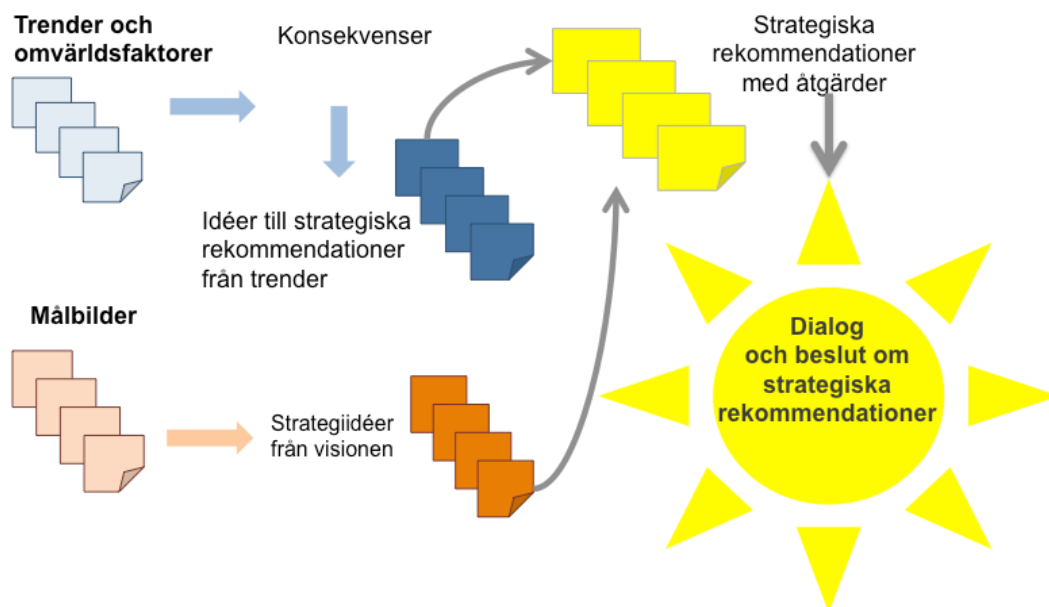 Trender och
omvärldsfaktorer
Konsekvenser
Strategiska
rekommendationer
med åtgärder
Idéer till strategiska
rekommendationer
från trender
Målbilder
Strategiidéer
från visionen
Dialog
och beslut om
strategiska
rekommendationer